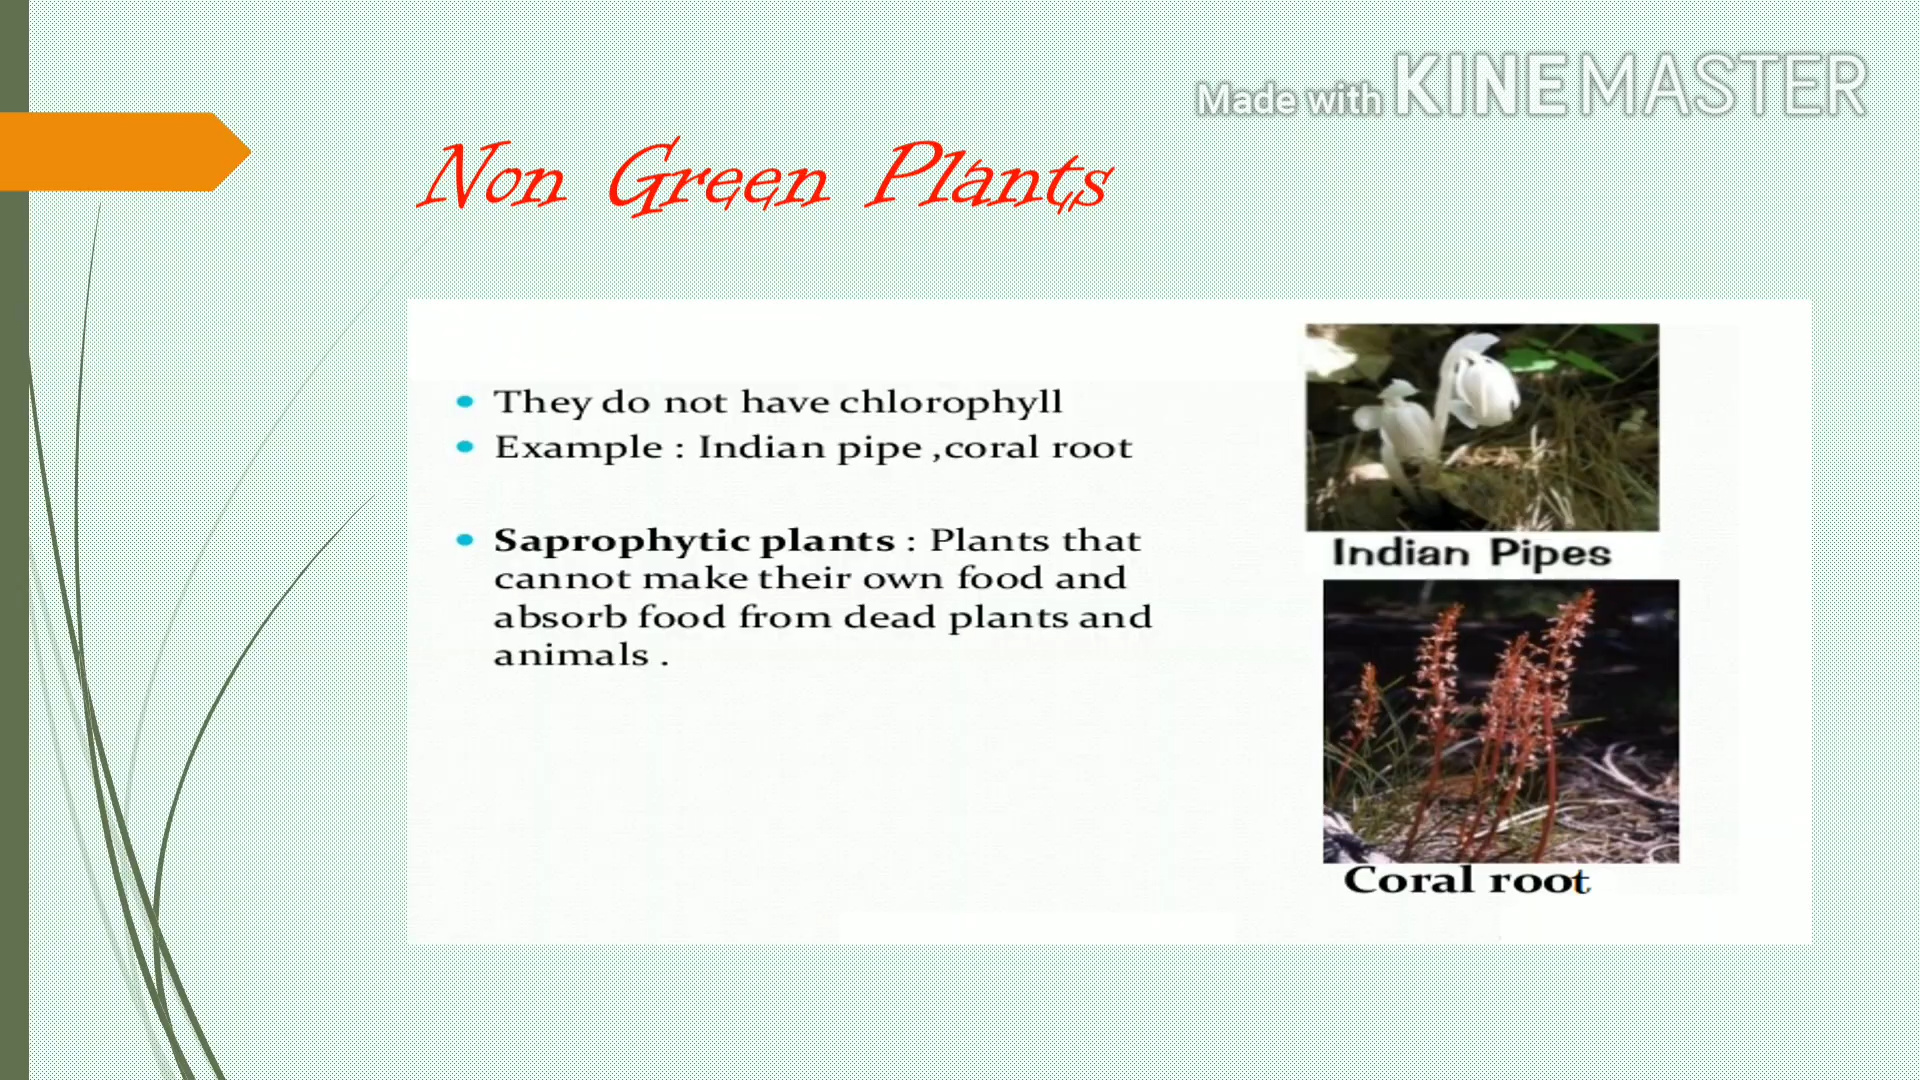 Made with KINEMASTER
Non Green Plants
• They do not have chlorophyll
• Example : Indian pipe ,coral root
• Saprophytic plants : Plants that
cannot make their own food and
absorb food from dead plants and
animals .
Indian Pipes
Coral root